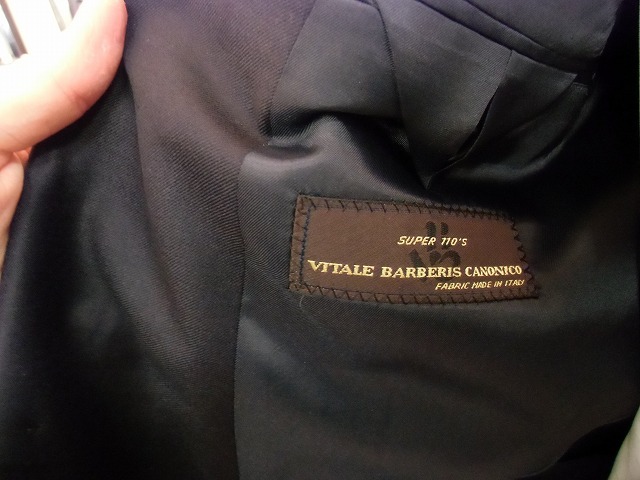 SUPER 110'S
VITALE BARBERIS CANONICO
FABRIC MADE IN ITALY